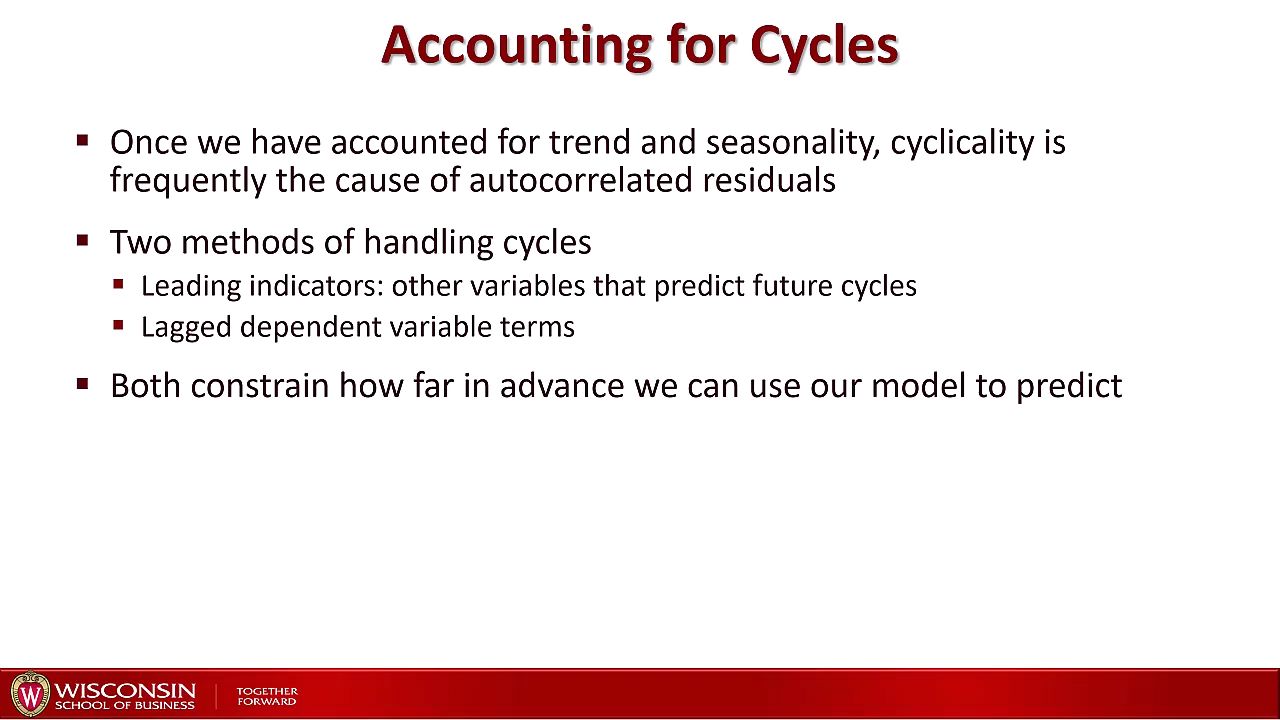 Accounting for Cycles
Once we have accounted for trend and seasonality, cyclicality is
frequently the cause of autocorrelated residuals
Two methods of handling cycles
Leading indicators: other variables that predict future cycles
Lagged dependent variable terms
Both constrain how far in advance we can use our model to predict
W
WISCONSIN
SCHOOL OF BUSINESS
TOGETHER
FORWARD